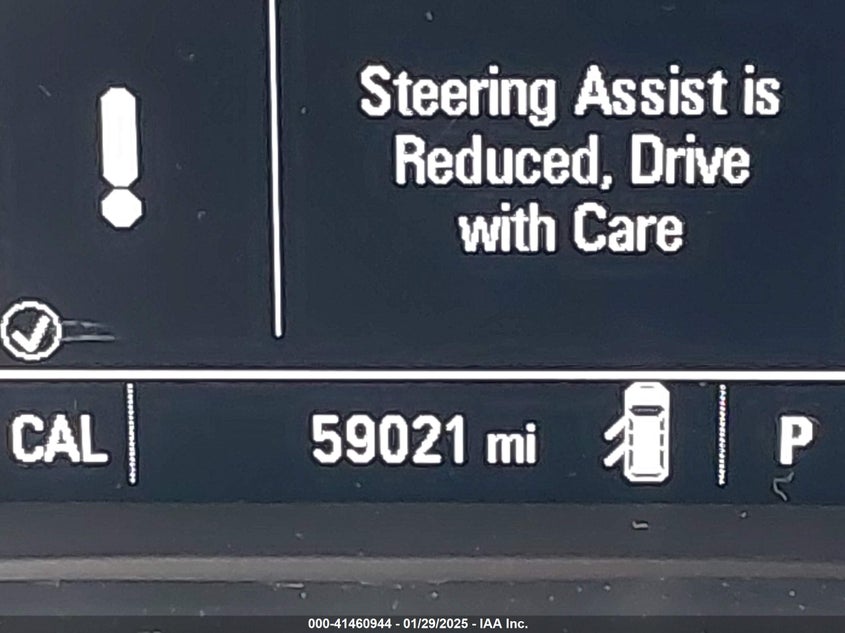 Steering Assist is
Reduced, Drive
with Care
CAL
59021 mi
P
000-41460944 - 01/29/2025 - IAA Inc.